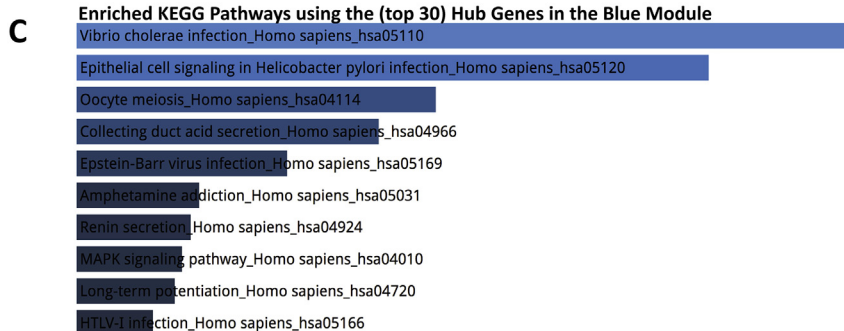 C
Enriched KEGG Pathways using the (top 30) Hub Genes in the Blue Module
Vibrio cholerae infection_Homo sapiens_hsa05110
Epithelial cell signaling in Helicobacter pylori infection_Homo sapiens_hsa05120
Oocyte meiosis_Homo sapiens_hsa04114
Collecting duct acid secretion_Homo sapiens_hsa04966
Epstein-Barr virus infection_Homo sapiens_hsa05169
Amphetamine addiction_Homo sapiens_hsa05031
Renin secretion_Homo sapiens_hsa04924
MAPK signaling pathway_Homo sapiens_hsa04010
Long-term potentiation_Homo sapiens_hsa04720
HTLV-I infection_Homo sapiens_hsa05166